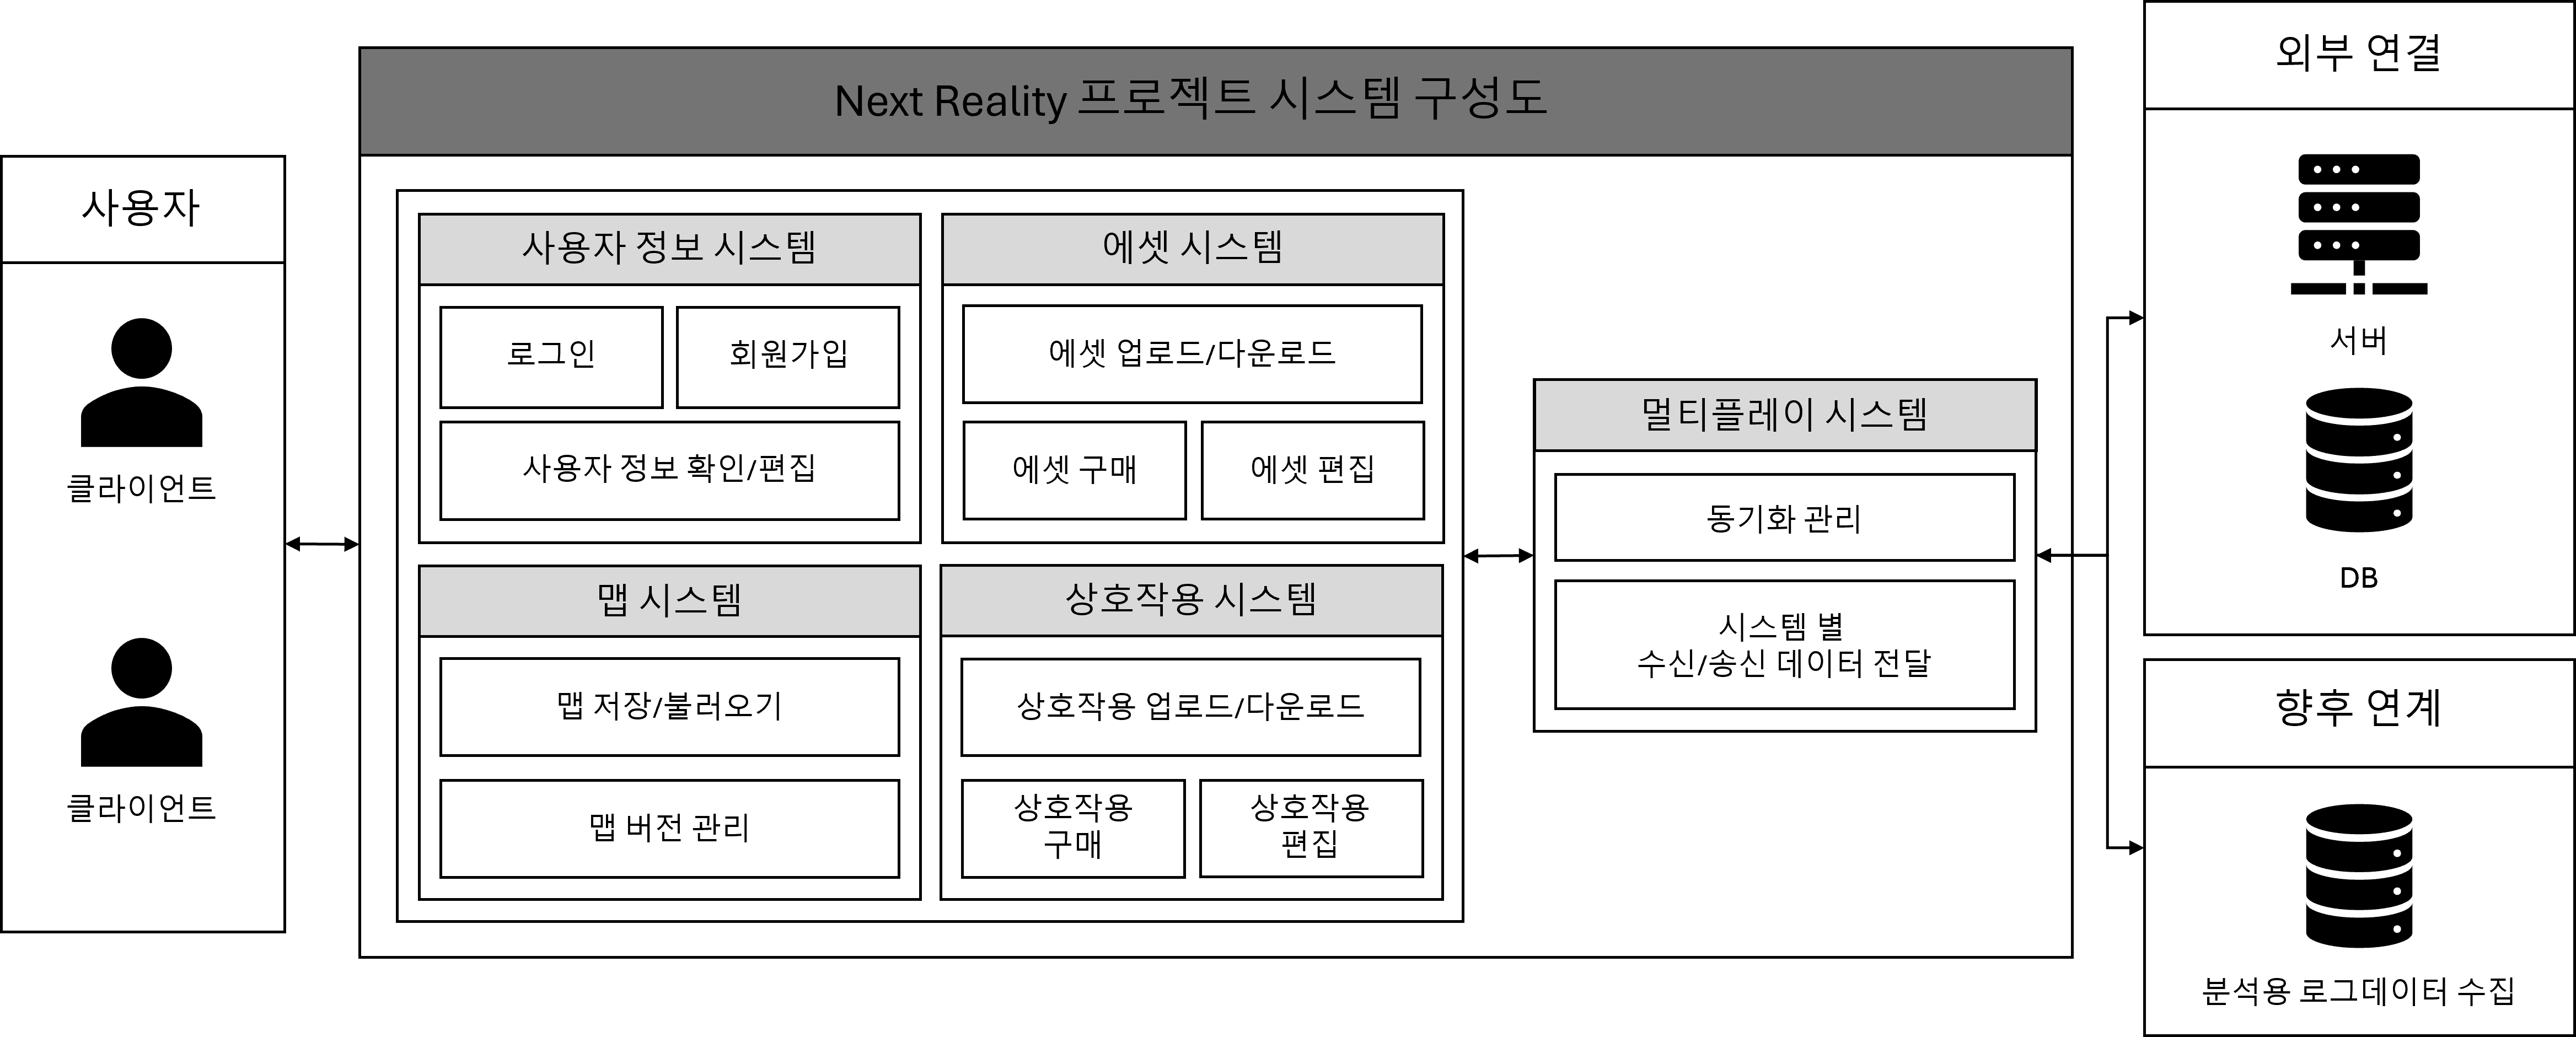 사용자
클라이언트
클라이언트
Next Reality 프로젝트 시스템 구성도
사용자 정보 시스템
로그인
회원가입
사용자 정보 확인/편집
에셋 시스템
에셋 업로드/다운로드
에셋 구매
에셋 편집
맵 시스템
맵 저장/불러오기
맵 버전 관리
상호작용 시스템
상호작용 업로드/다운로드
상호작용
구매
상호작용
편집
멀티플레이 시스템
동기화 관리
시스템 별
수신/송신 데이터 전달
외부 연결
서버
DB
향후 연계
분석용 로그데이터 수집